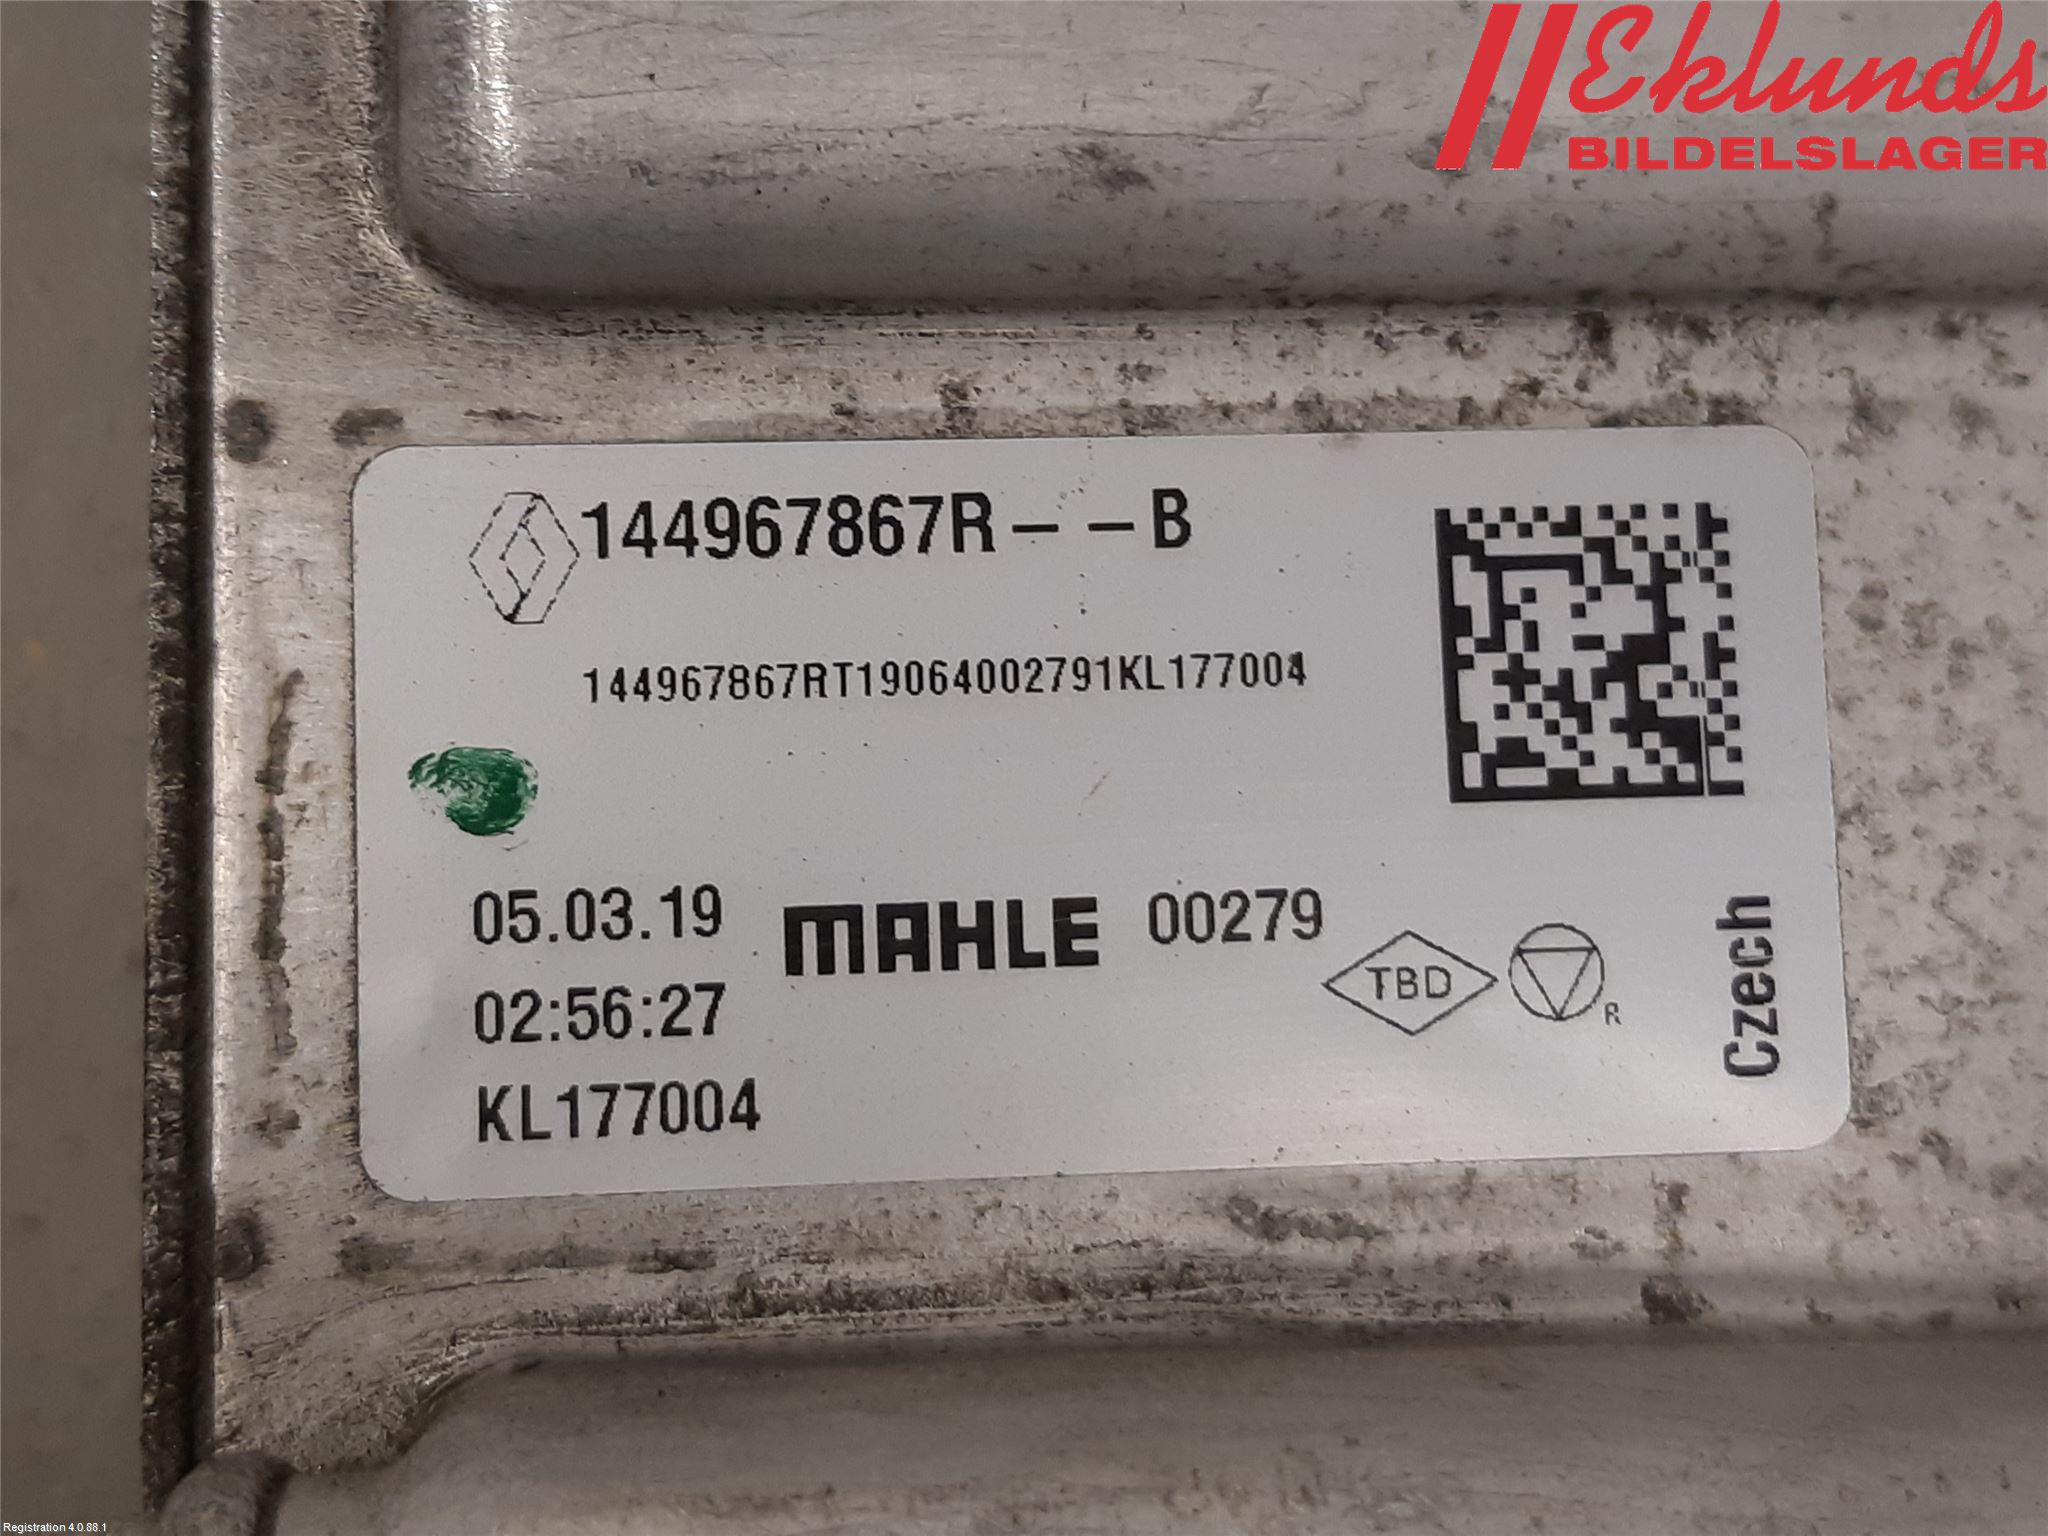 Eklunds
BILDELSLAGER
144967867R--B
144967867RT19064002791KL177004
05.03.19
MAHLE
00279
02:56:27
TBD
R
KL177004
Czech
Registration 4.0.88.1